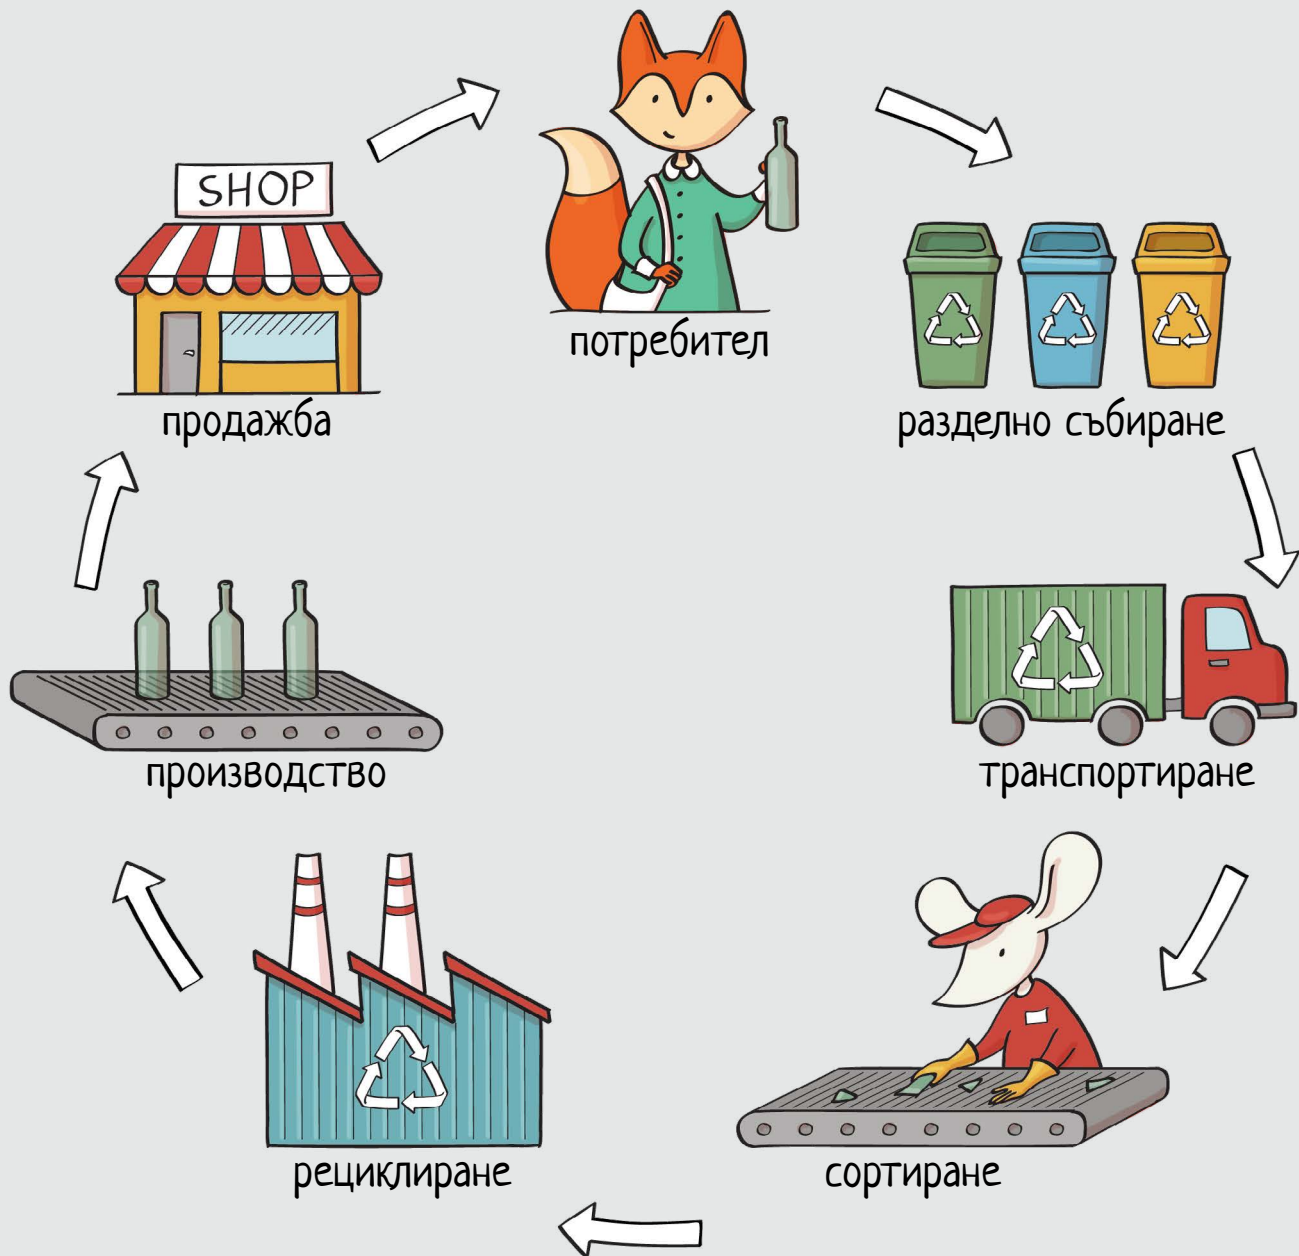 SHOP
потребител
продажба
разделно събиране
производство
транспортиране
рециклиране
сортиране